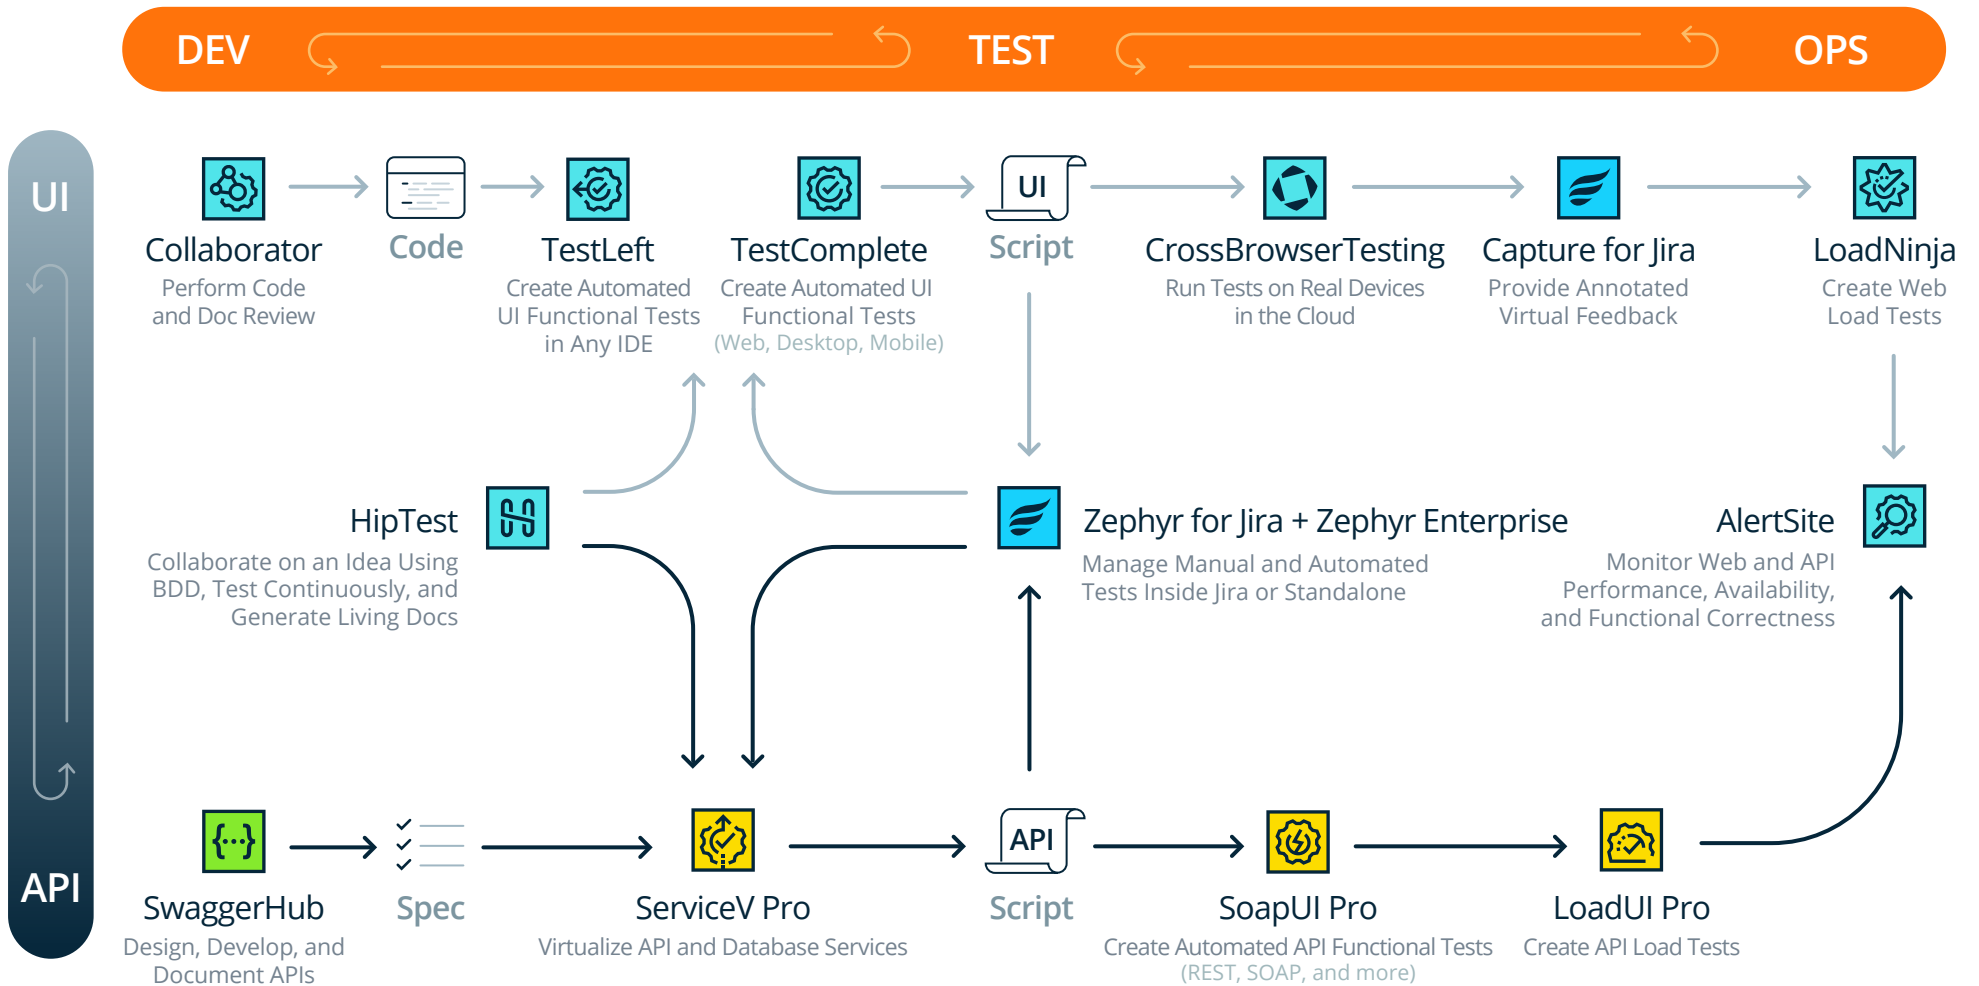 DEV
TEST
OPS
UI
API
UI
Collaborator
Perform Code
and Doc Review
Code
TestLeft
Create Automated
UI Functional Tests
in Any IDE
TestComplete
Create Automated UI
Functional Tests
(Web, Desktop, Mobile)
Script
CrossBrowserTesting
Run Tests on Real Devices
in the Cloud
Capture for Jira
Provide Annotated
Virtual Feedback
LoadNinja
Create Web
Load Tests
HipTest
Collaborate on an Idea Using
BDD, Test Continuously, and
Generate Living Docs
Zephyr for Jira + Zephyr Enterprise
Manage Manual and Automated
Tests Inside Jira or Standalone
AlertSite
Monitor Web and API
Performance, Availability,
and Functional Correctness
{···}
SwaggerHub
Design, Develop, and
Document APIs
Spec
ServiceV Pro
Virtualize API and Database Services
API
Script
SoapUI Pro
Create Automated API Functional Tests
(REST, SOAP, and more)
LoadUI Pro
Create API Load Tests